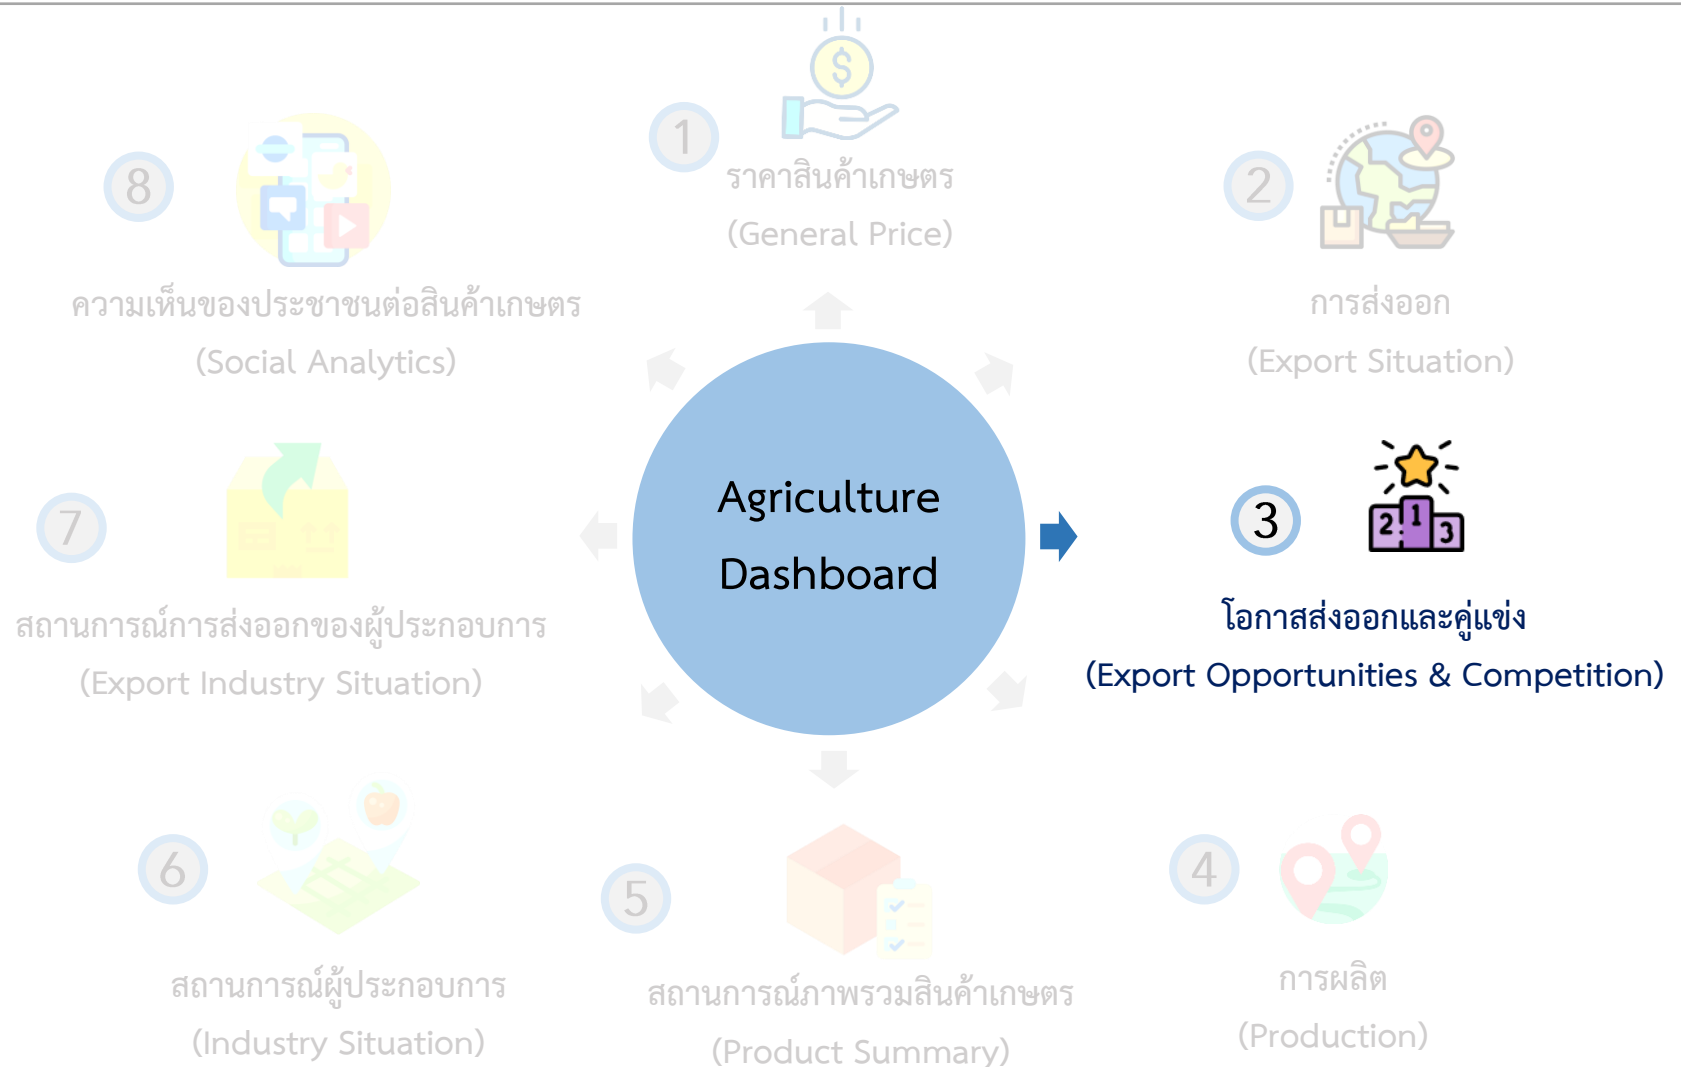 1
ราคาสินค้าเกษตร
(General Price)
2
การส่งออก
(Export Situation)
3
2 1 3
โอกาสส่งออกและคู่แข่ง
(Export Opportunities & Competition)
4
การผลิต
(Production)
5
สถานการณ์ภาพรวมสินค้าเกษตร
(Product Summary)
6
สถานการณ์ผู้ประกอบการ
(Industry Situation)
7
สถานการณ์การส่งออกของผู้ประกอบการ
(Export Industry Situation)
8
ความเห็นของประชาชนต่อสินค้าเกษตร
(Social Analytics)
Agriculture
Dashboard
$